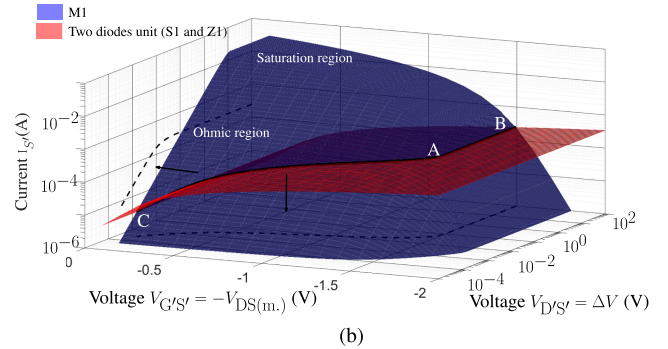 M1
Two diodes unit (S1 and Z1)
Saturation region
Ohmic region
Current i_S'(A)
10^-2
10^-4
10^-6
A
B
C
0
-0.5
-1
-1.5
-2
10^-4
10^-2
10^0
10^2
Voltage V_G'S' = −V_DS(m.) (V)
Voltage V_D'S' = ΔV (V)
(b)